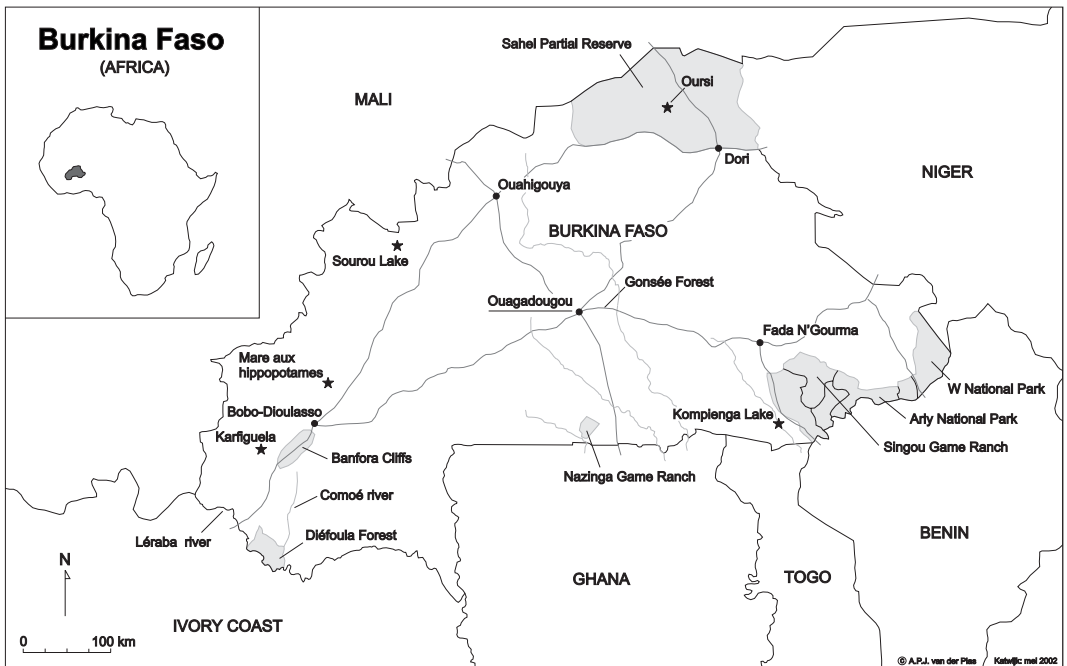 Burkina Faso
(AFRICA)
Sahel Partial Reserve
Oursi
MALI
Dori
NIGER
Ouahigouya
BURKINA FASO
Sourou Lake
Gonsée Forest
Ouagadougou
Fada N'Gourma
Mare aux
hippopotames
W National Park
Bobo-Dioulasso
Kompienga Lake
Arly National Park
Karfiguela
Singou Game Ranch
Banfora Cliffs
Nazinga Game Ranch
Comoé river
Léraba river
Diéfoula Forest
BENIN
N
GHANA
TOGO
IVORY COAST
0 100 km
© A.P.J. van der Plas Katwijk: mei 2002